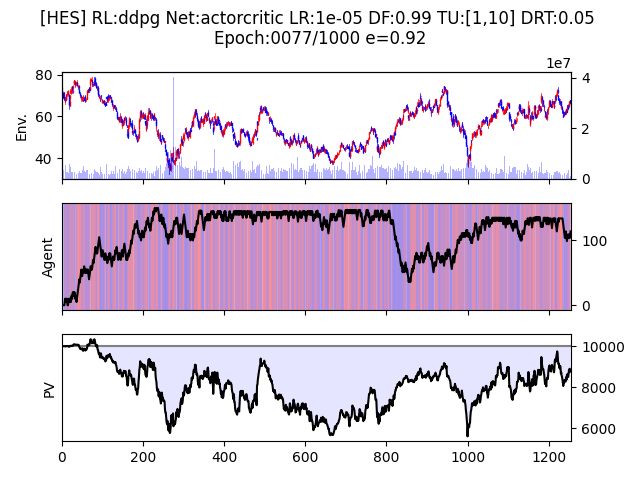 [HES] RL:ddpg Net:actorcritic LR:1e-05 DF:0.99 TU:[1,10] DRT:0.05
Epoch:0077/1000 e=0.92
1e7
80
60
40
Env.
4
2
0
Agent
100
0
PV
10000
8000
6000
0 200 400 600 800 1000 1200